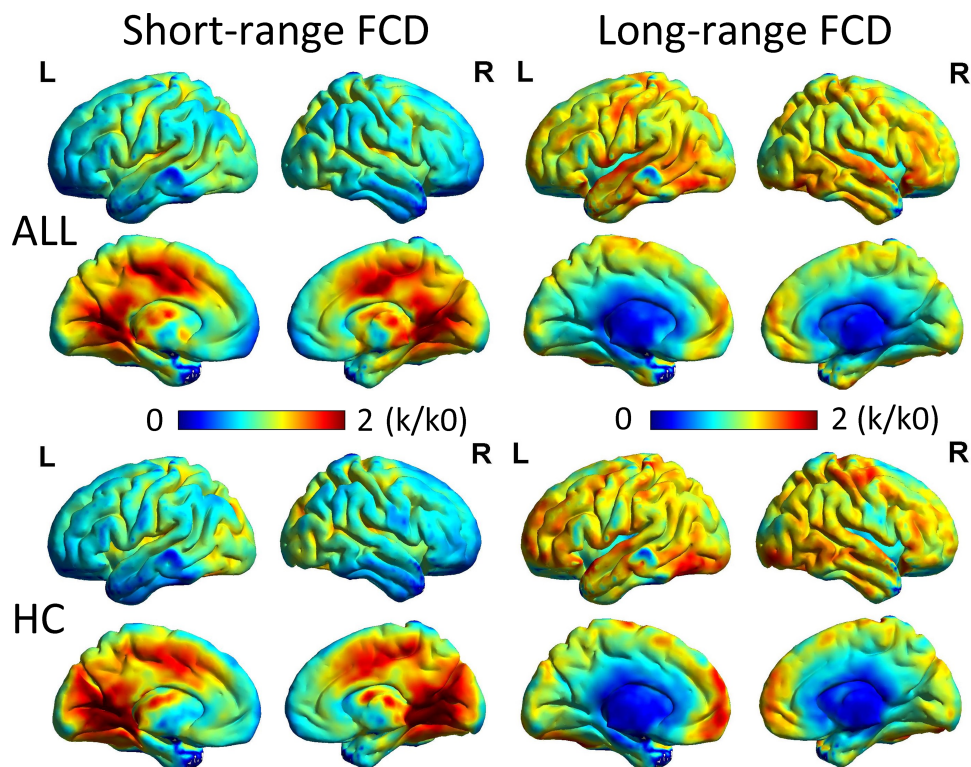 Short-range FCD Long-range FCD
L R L R
ALL
0 2 (k/k0) 0 2 (k/k0)
L R L R
HC